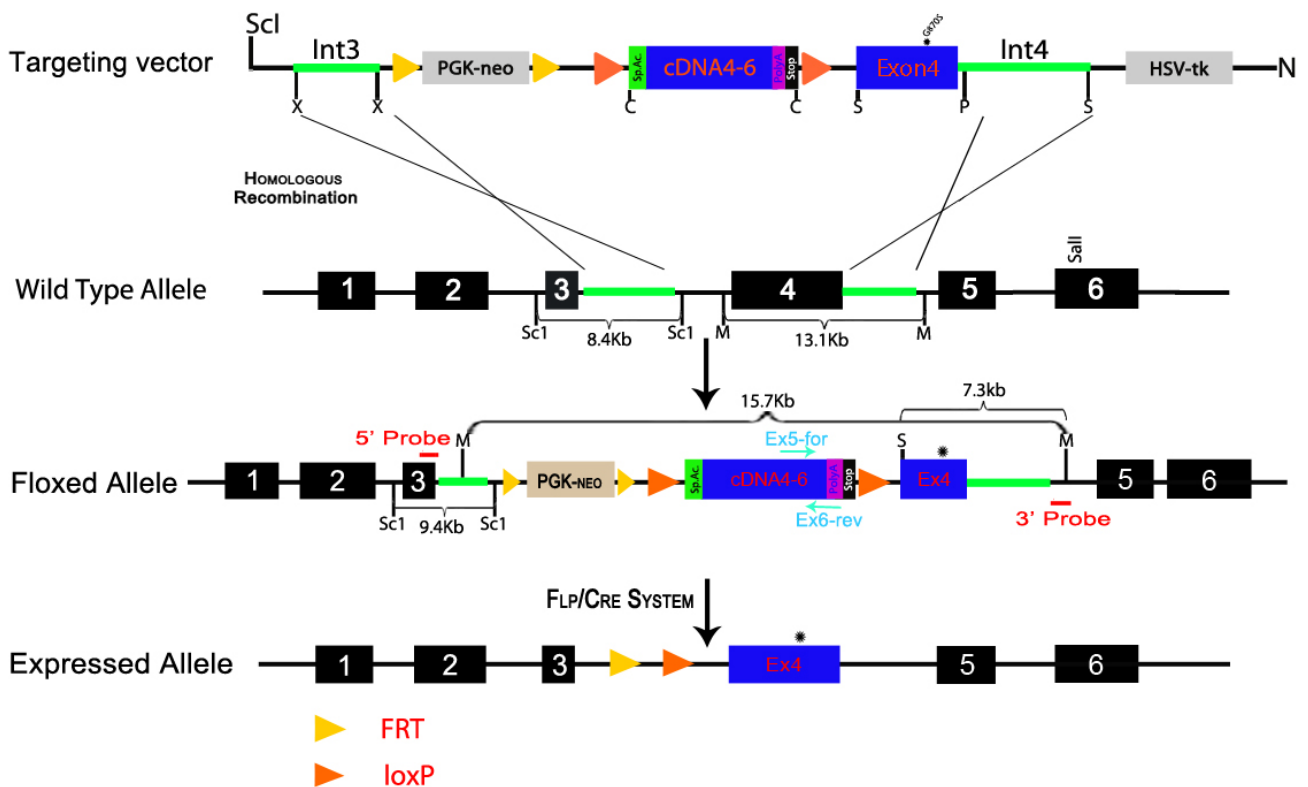 ScI
Int3
G870S
Int4
Targeting vector
PGK-neo
Sp.Ac.
cDNA4-6
PolyA
Stop
Exon4
HSV-tk
N
X X C C S P S
Homologous
Recombination
Wild Type Allele
1 2 3 4 5 6
SalI
Sc1 8.4Kb Sc1 M 13.1Kb M
15.7Kb
7.3kb
5' Probe
M
Ex5-for
S
M
Floxed Allele
1 2 3
PGK-NEO
Sp.Ac.
cDNA4-6
PolyA
Stop
Ex4
5 6
Sc1 9.4Kb Sc1
Ex6-rev
3' Probe
Flp/Cre System
Expressed Allele
1 2 3 Ex4 5 6
FRT
loxP